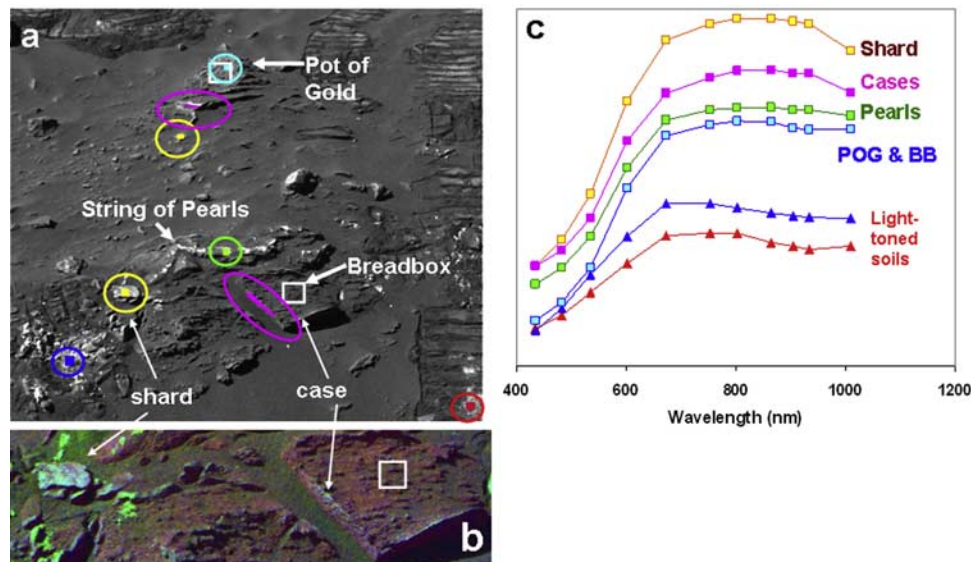 a
Pot of
Gold
String of Pearls
Breadbox
shard
case
b
c
Shard
Cases
Pearls
POG & BB
Light-
toned
soils
400
600
800
1000
1200
Wavelength (nm)